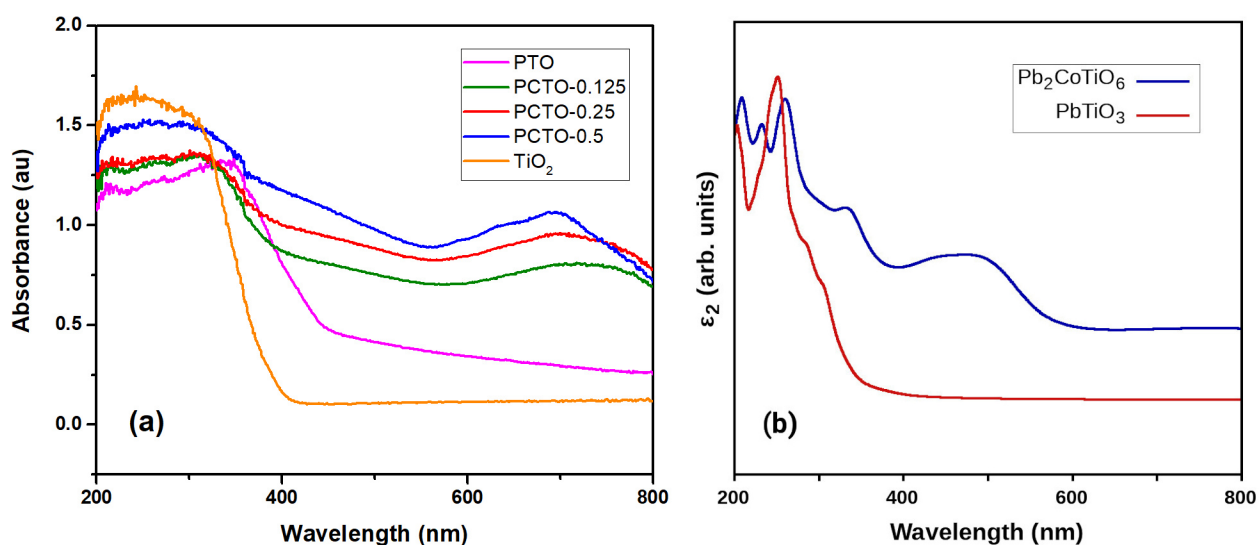 2.0
1.5
1.0
0.5
0.0
Absorbance (au)
PTO
PCTO-0.125
PCTO-0.25
PCTO-0.5
TiO₂
(a)
200
400
600
800
Wavelength (nm)
ε₂ (arb. units)
Pb₂CoTiO₆
PbTiO₃
(b)
200
400
600
800
Wavelength (nm)